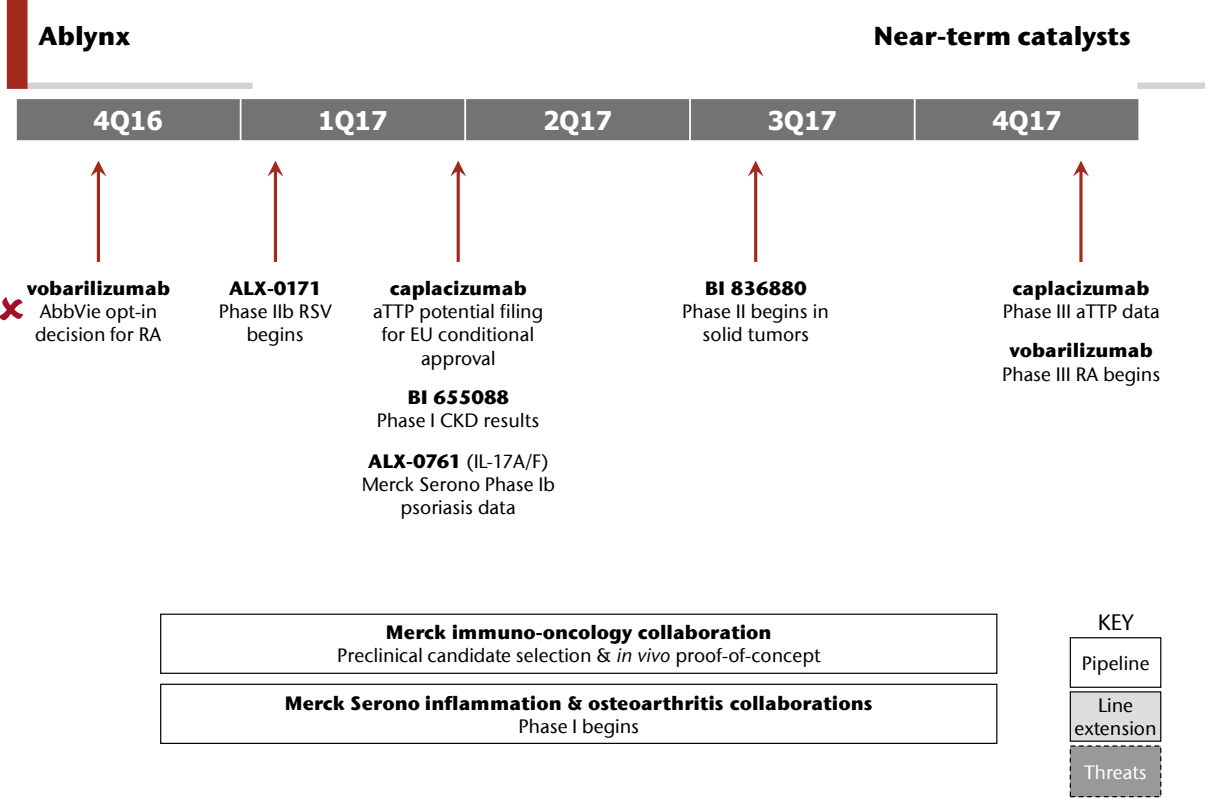 Ablynx
Near-term catalysts
4Q16
1Q17
2Q17
3Q17
4Q17
vobarilizumab
AbbVie opt-in
decision for RA
ALX-0171
Phase IIb RSV
begins
caplacizumab
aTTP potential filing
for EU conditional
approval
BI 655088
Phase I CKD results
ALX-0761 (IL-17A/F)
Merck Serono Phase Ib
psoriasis data
BI 836880
Phase II begins in
solid tumors
caplacizumab
Phase III aTTP data
vobarilizumab
Phase III RA begins
Merck immuno-oncology collaboration
Preclinical candidate selection & in vivo proof-of-concept
Merck Serono inflammation & osteoarthritis collaborations
Phase I begins
KEY
Pipeline
Line
extension
Threats